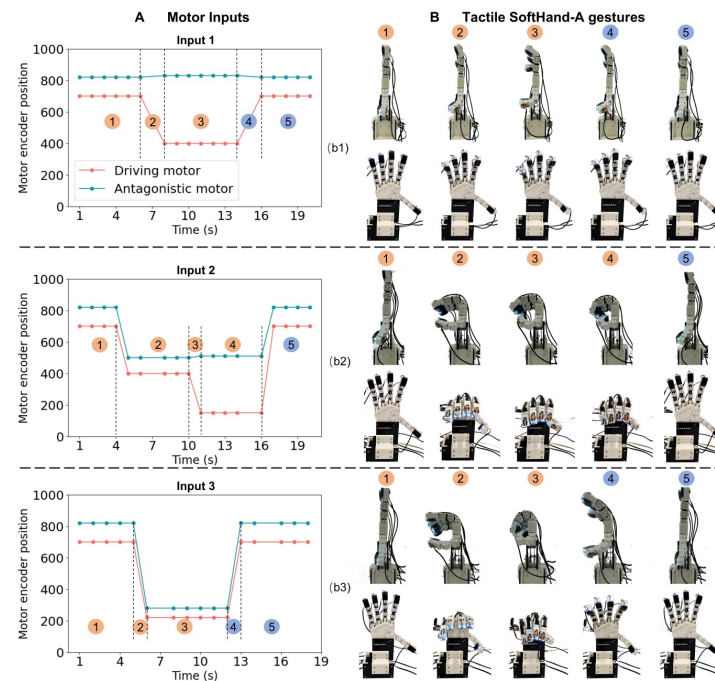 A Motor Inputs
B Tactile SoftHand-A gestures
Input 1
Motor encoder position
1000
800
600
400
200
0
1 2 3 4 5
Driving motor
Antagonistic motor
1 4 7 10 13 16 19
Time (s)
(b1)
1 2 3 4 5
Input 2
Motor encoder position
1000
800
600
400
200
0
1 2 3 4 5
1 4 7 10 13 16 19
Time (s)
(b2)
1 2 3 4 5
Input 3
Motor encoder position
1000
800
600
400
200
0
1 2 3 4 5
1 4 7 10 13 16 19
Time (s)
(b3)
1 2 3 4 5